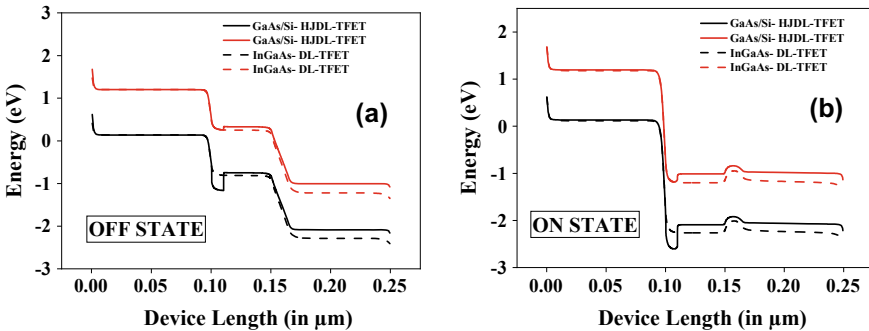 GaAs/Si- HJDL-TFET
GaAs/Si- HJDL-TFET
InGaAs- DL-TFET
InGaAs- DL-TFET
(a)
OFF STATE
Energy (eV)
3
2
1
0
-1
-2
-3
0.00 0.05 0.10 0.15 0.20 0.25
Device Length (in µm)
GaAs/Si- HJDL-TFET
GaAs/Si- HJDL-TFET
InGaAs- DL-TFET
InGaAs- DL-TFET
(b)
ON STATE
Energy (eV)
2
1
0
-1
-2
-3
0.00 0.05 0.10 0.15 0.20 0.25
Device Length (in µm)